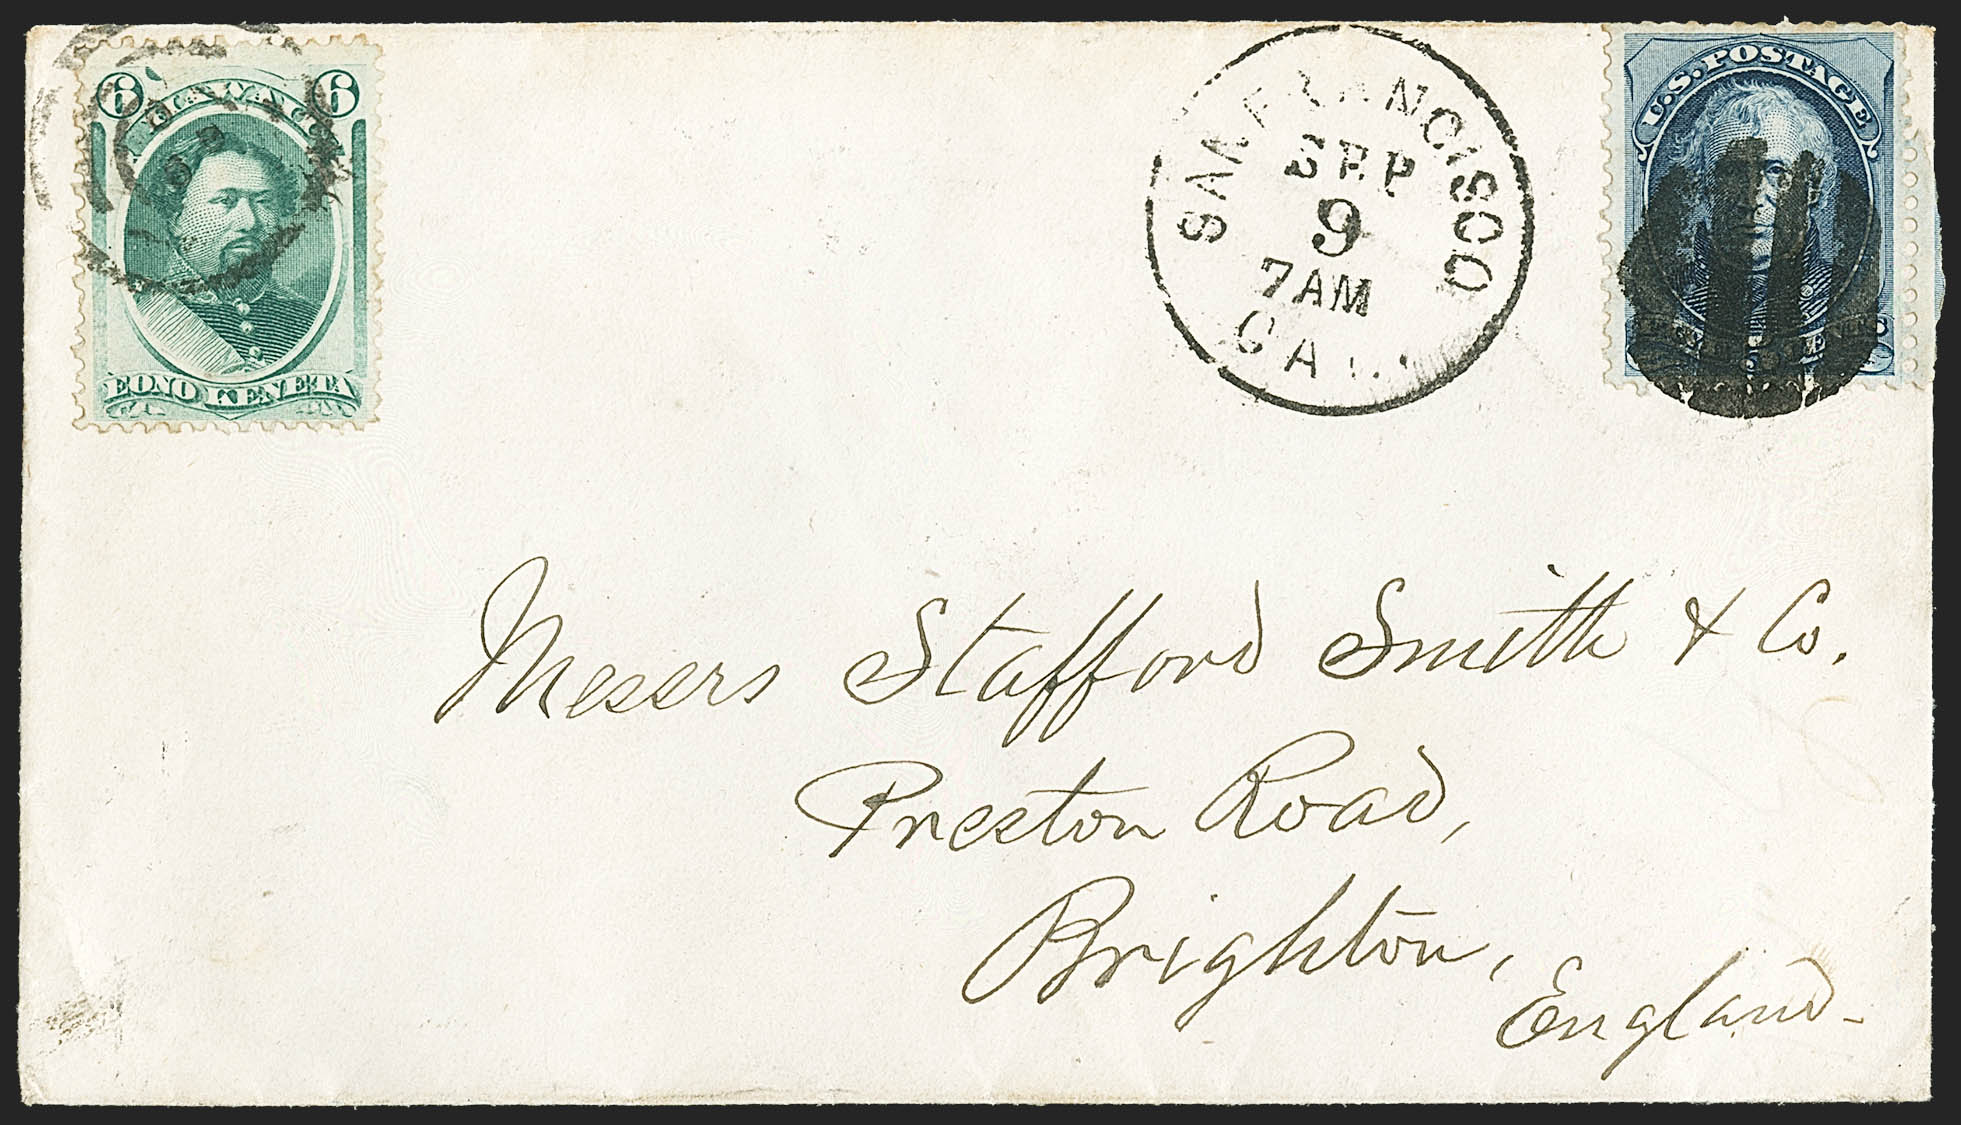 6 HAWAII 6
EONO KENETA
SAN FRANCISCO
SEP
9
7AM
CAL.
U.S. POSTAGE
Messrs Stafford Smith & Co.
Preston Road,
Brighton,
England.